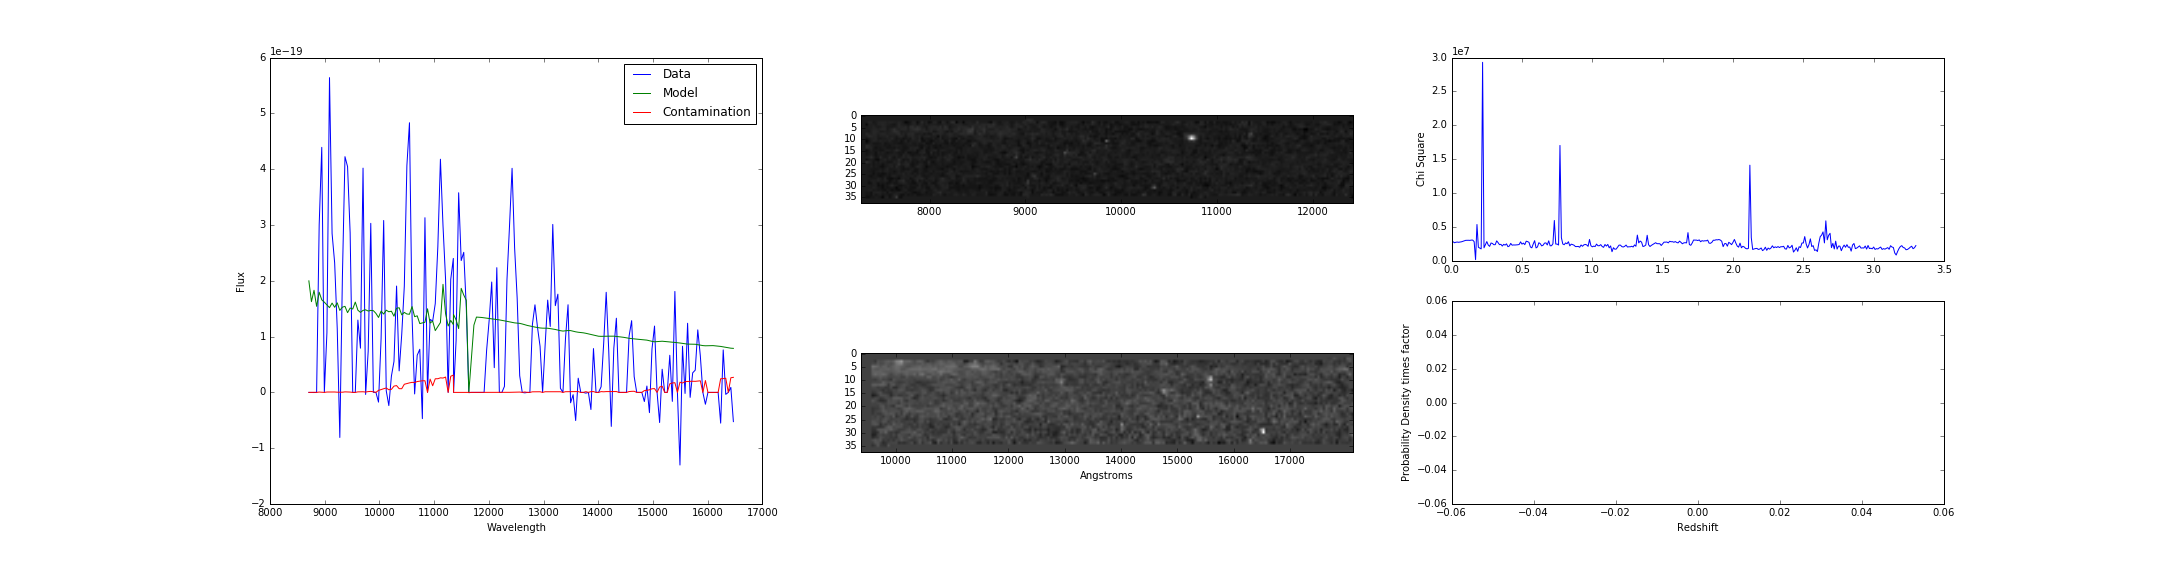 1e−19
6
5
4
3
2
1
0
−1
−2
8000 9000 10000 11000 12000 13000 14000 15000 16000 17000
Wavelength
Flux
Data
Model
Contamination
0
5
10
15
20
25
30
35
8000 9000 10000 11000 12000
0
5
10
15
20
25
30
35
10000 11000 12000 13000 14000 15000 16000 17000
Angstroms
1e7
3.0
2.5
2.0
1.5
1.0
0.5
0.0
Chi Square
0.0 0.5 1.0 1.5 2.0 2.5 3.0 3.5
0.06
0.04
0.02
0.00
−0.02
−0.04
−0.06
Probability Density times factor
−0.06 −0.04 −0.02 0.00 0.02 0.04 0.06
Redshift